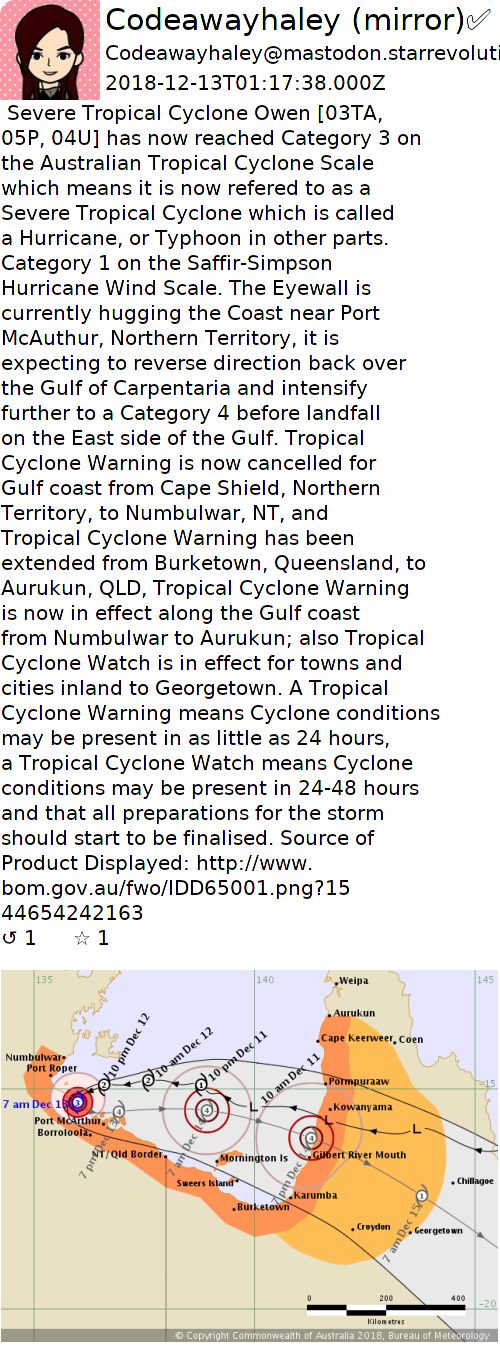 Codeawayhaley (mirror)✅
Codeawayhaley@mastodon.starrevoluti
2018-12-13T01:17:38.000Z
Severe Tropical Cyclone Owen [03TA,
05P, 04U] has now reached Category 3 on
the Australian Tropical Cyclone Scale
which means it is now refered to as a
Severe Tropical Cyclone which is called
a Hurricane, or Typhoon in other parts.
Category 1 on the Saffir-Simpson
Hurricane Wind Scale. The Eyewall is
currently hugging the Coast near Port
McAuthur, Northern Territory, it is
expecting to reverse direction back over
the Gulf of Carpentaria and intensify
further to a Category 4 before landfall
on the East side of the Gulf. Tropical
Cyclone Warning is now cancelled for
Gulf coast from Cape Shield, Northern
Territory, to Numbulwar, NT, and
Tropical Cyclone Warning has been
extended from Burketown, Queensland, to
Aurukun, QLD, Tropical Cyclone Warning
is now in effect along the Gulf coast
from Numbulwar to Aurukun; also Tropical
Cyclone Watch is in effect for towns and
cities inland to Georgetown. A Tropical
Cyclone Warning means Cyclone conditions
may be present in as little as 24 hours,
a Tropical Cyclone Watch means Cyclone
conditions may be present in 24-48 hours
and that all preparations for the storm
should start to be finalised. Source of
Product Displayed: http://www.
bom.gov.au/fwo/IDD65001.png?15
44654242163
↺ 1 ☆ 1
135
140
145
Weipa
Aurukun
Cape Keerweer
Coen
10 pm Dec 12
10 am Dec 12
10 pm Dec 11
10 am Dec 11
Numbulwar
Port Roper
Pormpuraaw
-15
7 am Dec 13
3
2
2
1
4
4
4
L
L
Kowanyama
Port McArthur
Borroloola
NT/Qld Border
Mornington Is
Gilbert River Mouth
7 pm Dec 13
7 am Dec 14
7 pm Dec 14
Chillagoe
Sweers Island
Karumba
1
Burketown
Croydon
Georgetown
7 am Dec 15
0 200 400
Kilometres
-20
© Copyright Commonwealth of Australia 2018, Bureau of Meteorology